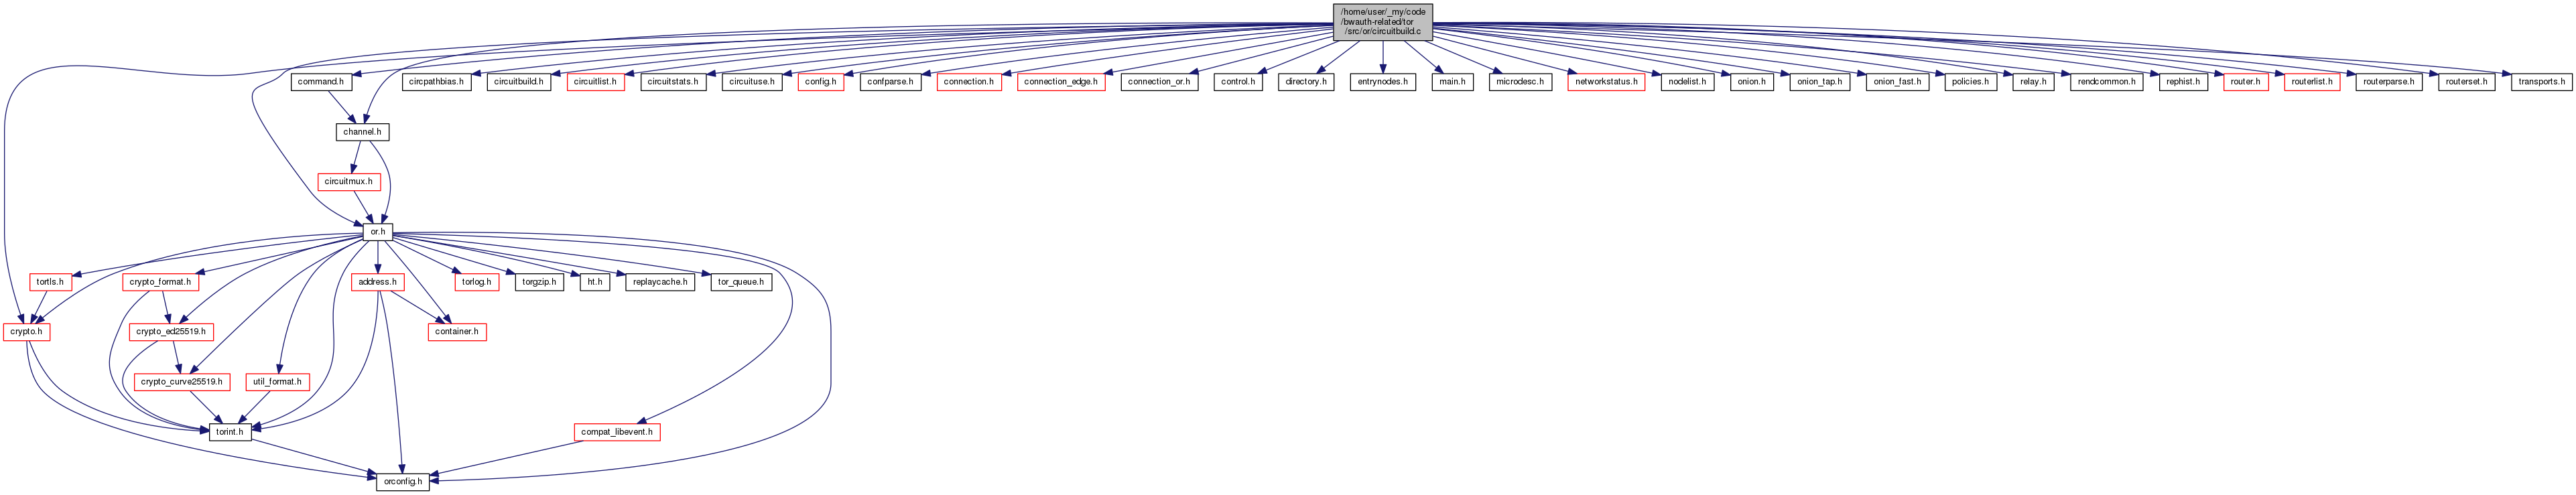 /home/user/_my/code
/bwauth-related/tor
/src/or/circuitbuild.c
command.h
circpathbias.h
circuitbuild.h
circuitlist.h
circuitstats.h
circuituse.h
config.h
confparse.h
connection.h
connection_edge.h
connection_or.h
control.h
directory.h
entrynodes.h
main.h
microdesc.h
networkstatus.h
nodelist.h
onion.h
onion_tap.h
onion_fast.h
policies.h
relay.h
rendcommon.h
rephist.h
router.h
routerlist.h
routerparse.h
routerset.h
transports.h
channel.h
circuitmux.h
or.h
tortls.h
crypto_format.h
address.h
torlog.h
torgzip.h
ht.h
replaycache.h
tor_queue.h
crypto.h
crypto_ed25519.h
container.h
crypto_curve25519.h
util_format.h
torint.h
compat_libevent.h
orconfig.h